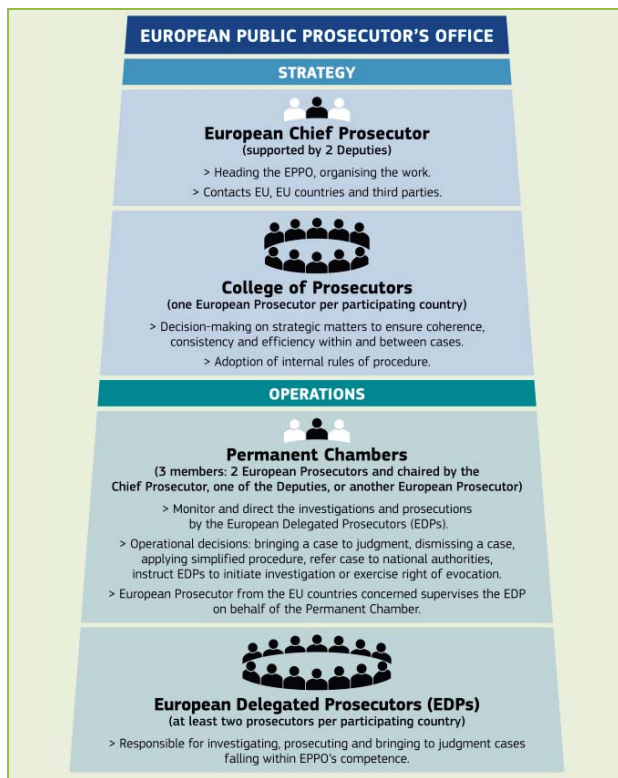 EUROPEAN PUBLIC PROSECUTOR'S OFFICE
STRATEGY
European Chief Prosecutor
(supported by 2 Deputies)
> Heading the EPPO, organising the work.
> Contacts EU, EU countries and third parties.
College of Prosecutors
(one European Prosecutor per participating country)
> Decision-making on strategic matters to ensure coherence,
consistency and efficiency within and between cases.
> Adoption of internal rules of procedure.
OPERATIONS
Permanent Chambers
(3 members: 2 European Prosecutors and chaired by the
Chief Prosecutor, one of the Deputies, or another European Prosecutor)
> Monitor and direct the investigations and prosecutions
by the European Delegated Prosecutors (EDPs).
> Operational decisions: bringing a case to judgment, dismissing a case,
applying simplified procedure, refer case to national authorities,
instruct EDPs to initiate investigation or exercise right of evocation.
> European Prosecutor from the EU countries concerned supervises the EDP
on behalf of the Permanent Chamber.
European Delegated Prosecutors (EDPs)
(at least two prosecutors per participating country)
> Responsible for investigating, prosecuting and bringing to judgment cases
falling within EPPO's competence.